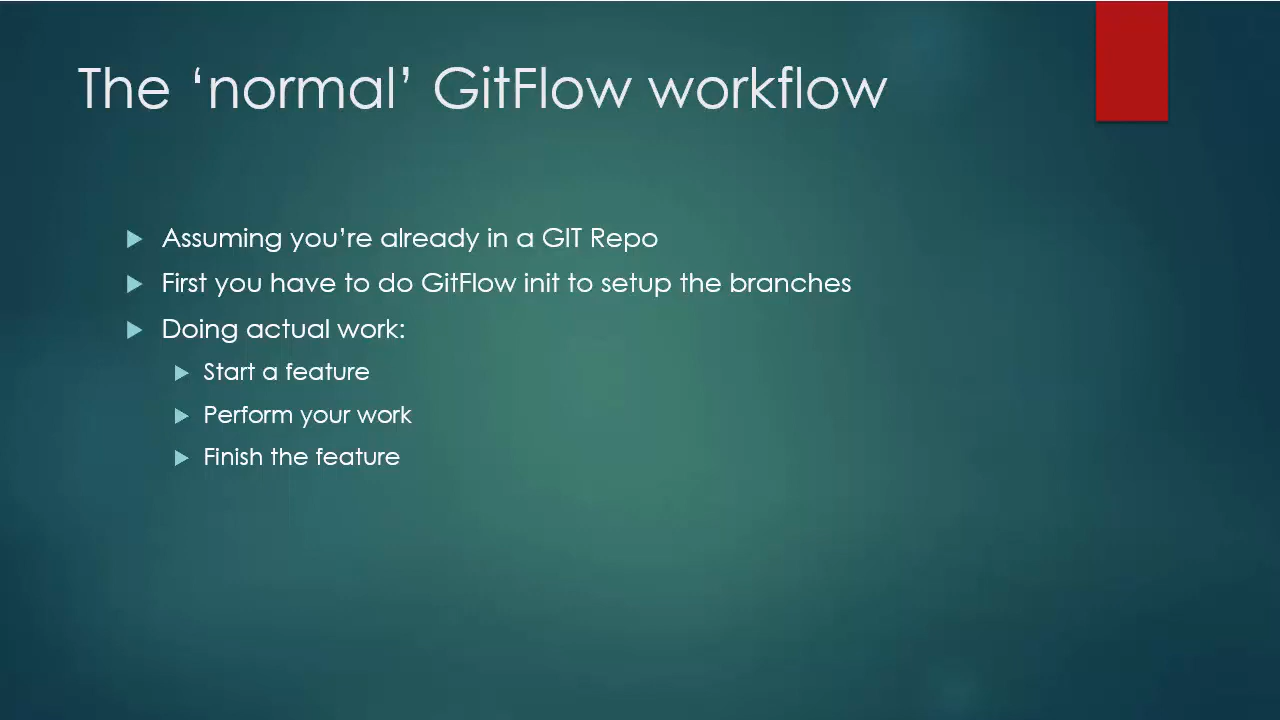 The ‘normal’ GitFlow workflow
Assuming you’re already in a GIT Repo
First you have to do GitFlow init to setup the branches
Doing actual work:
Start a feature
Perform your work
Finish the feature